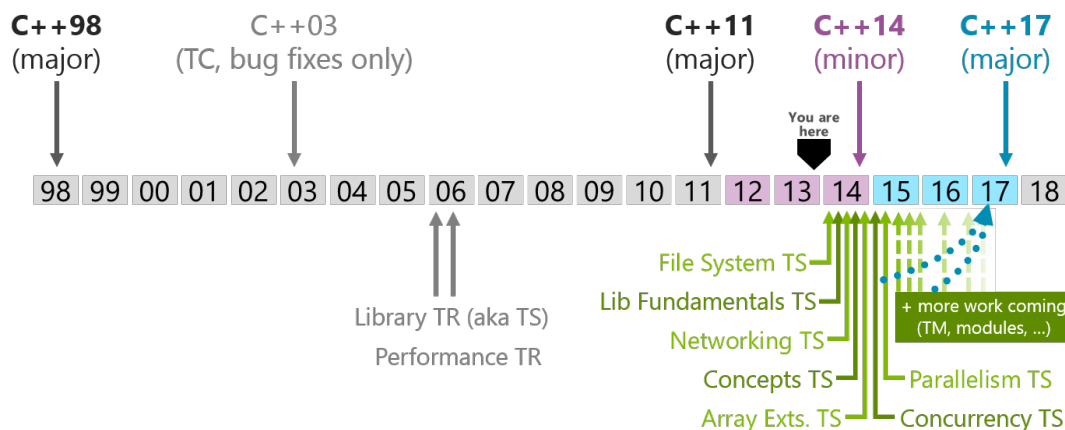 C++98
(major)
C++03
(TC, bug fixes only)
C++11
(major)
C++14
(minor)
C++17
(major)
You are
here
98 99 00 01 02 03 04 05 06 07 08 09 10 11 12 13 14 15 16 17 18
File System TS
Lib Fundamentals TS
+ more work coming
(TM, modules, ...)
Library TR (aka TS)
Networking TS
Performance TR
Concepts TS
Parallelism TS
Array Exts. TS
Concurrency TS